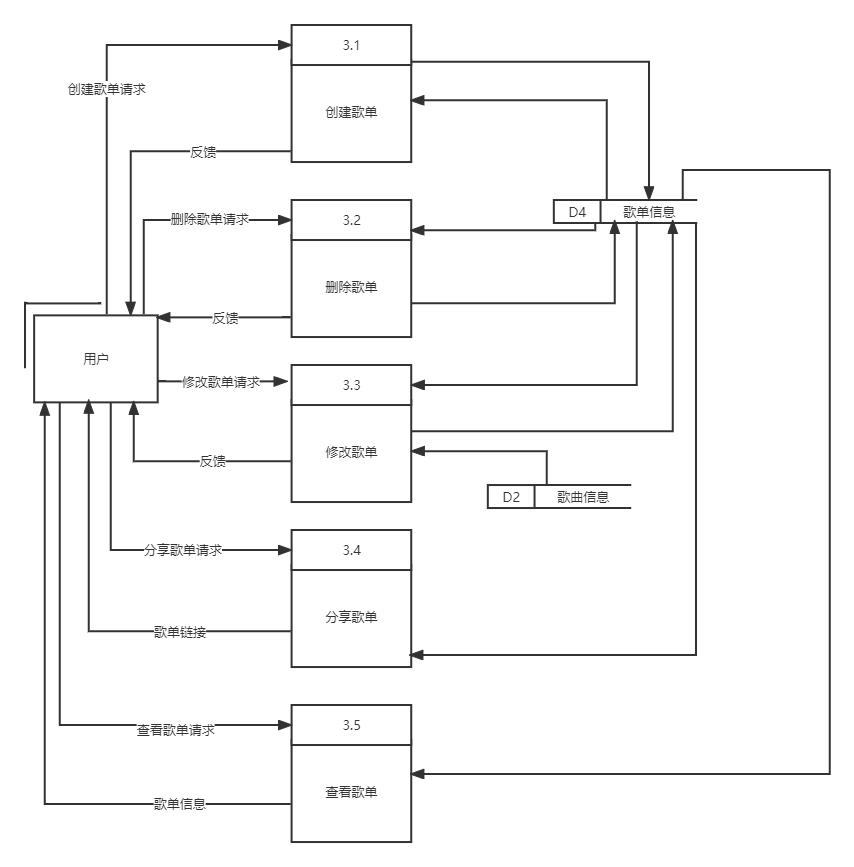 3.1
创建歌单请求
创建歌单
反馈
3.2
删除歌单请求
D4
歌单信息
删除歌单
反馈
用户
3.3
修改歌单请求
修改歌单
反馈
D2
歌曲信息
3.4
分享歌单请求
分享歌单
歌单链接
3.5
查看歌单请求
查看歌单
歌单信息